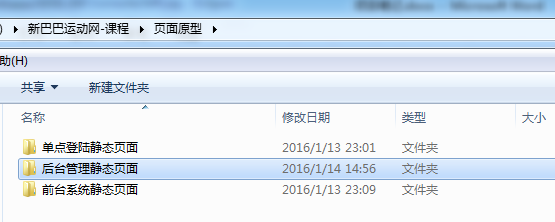 ) 新巴巴运动网-课程 页面原型
助(H)
共享 新建文件夹
名称 修改日期 类型 大小
单点登陆静态页面 2016/1/13 23:01 文件夹
后台管理静态页面 2016/1/14 14:56 文件夹
前台系统静态页面 2016/1/13 23:09 文件夹